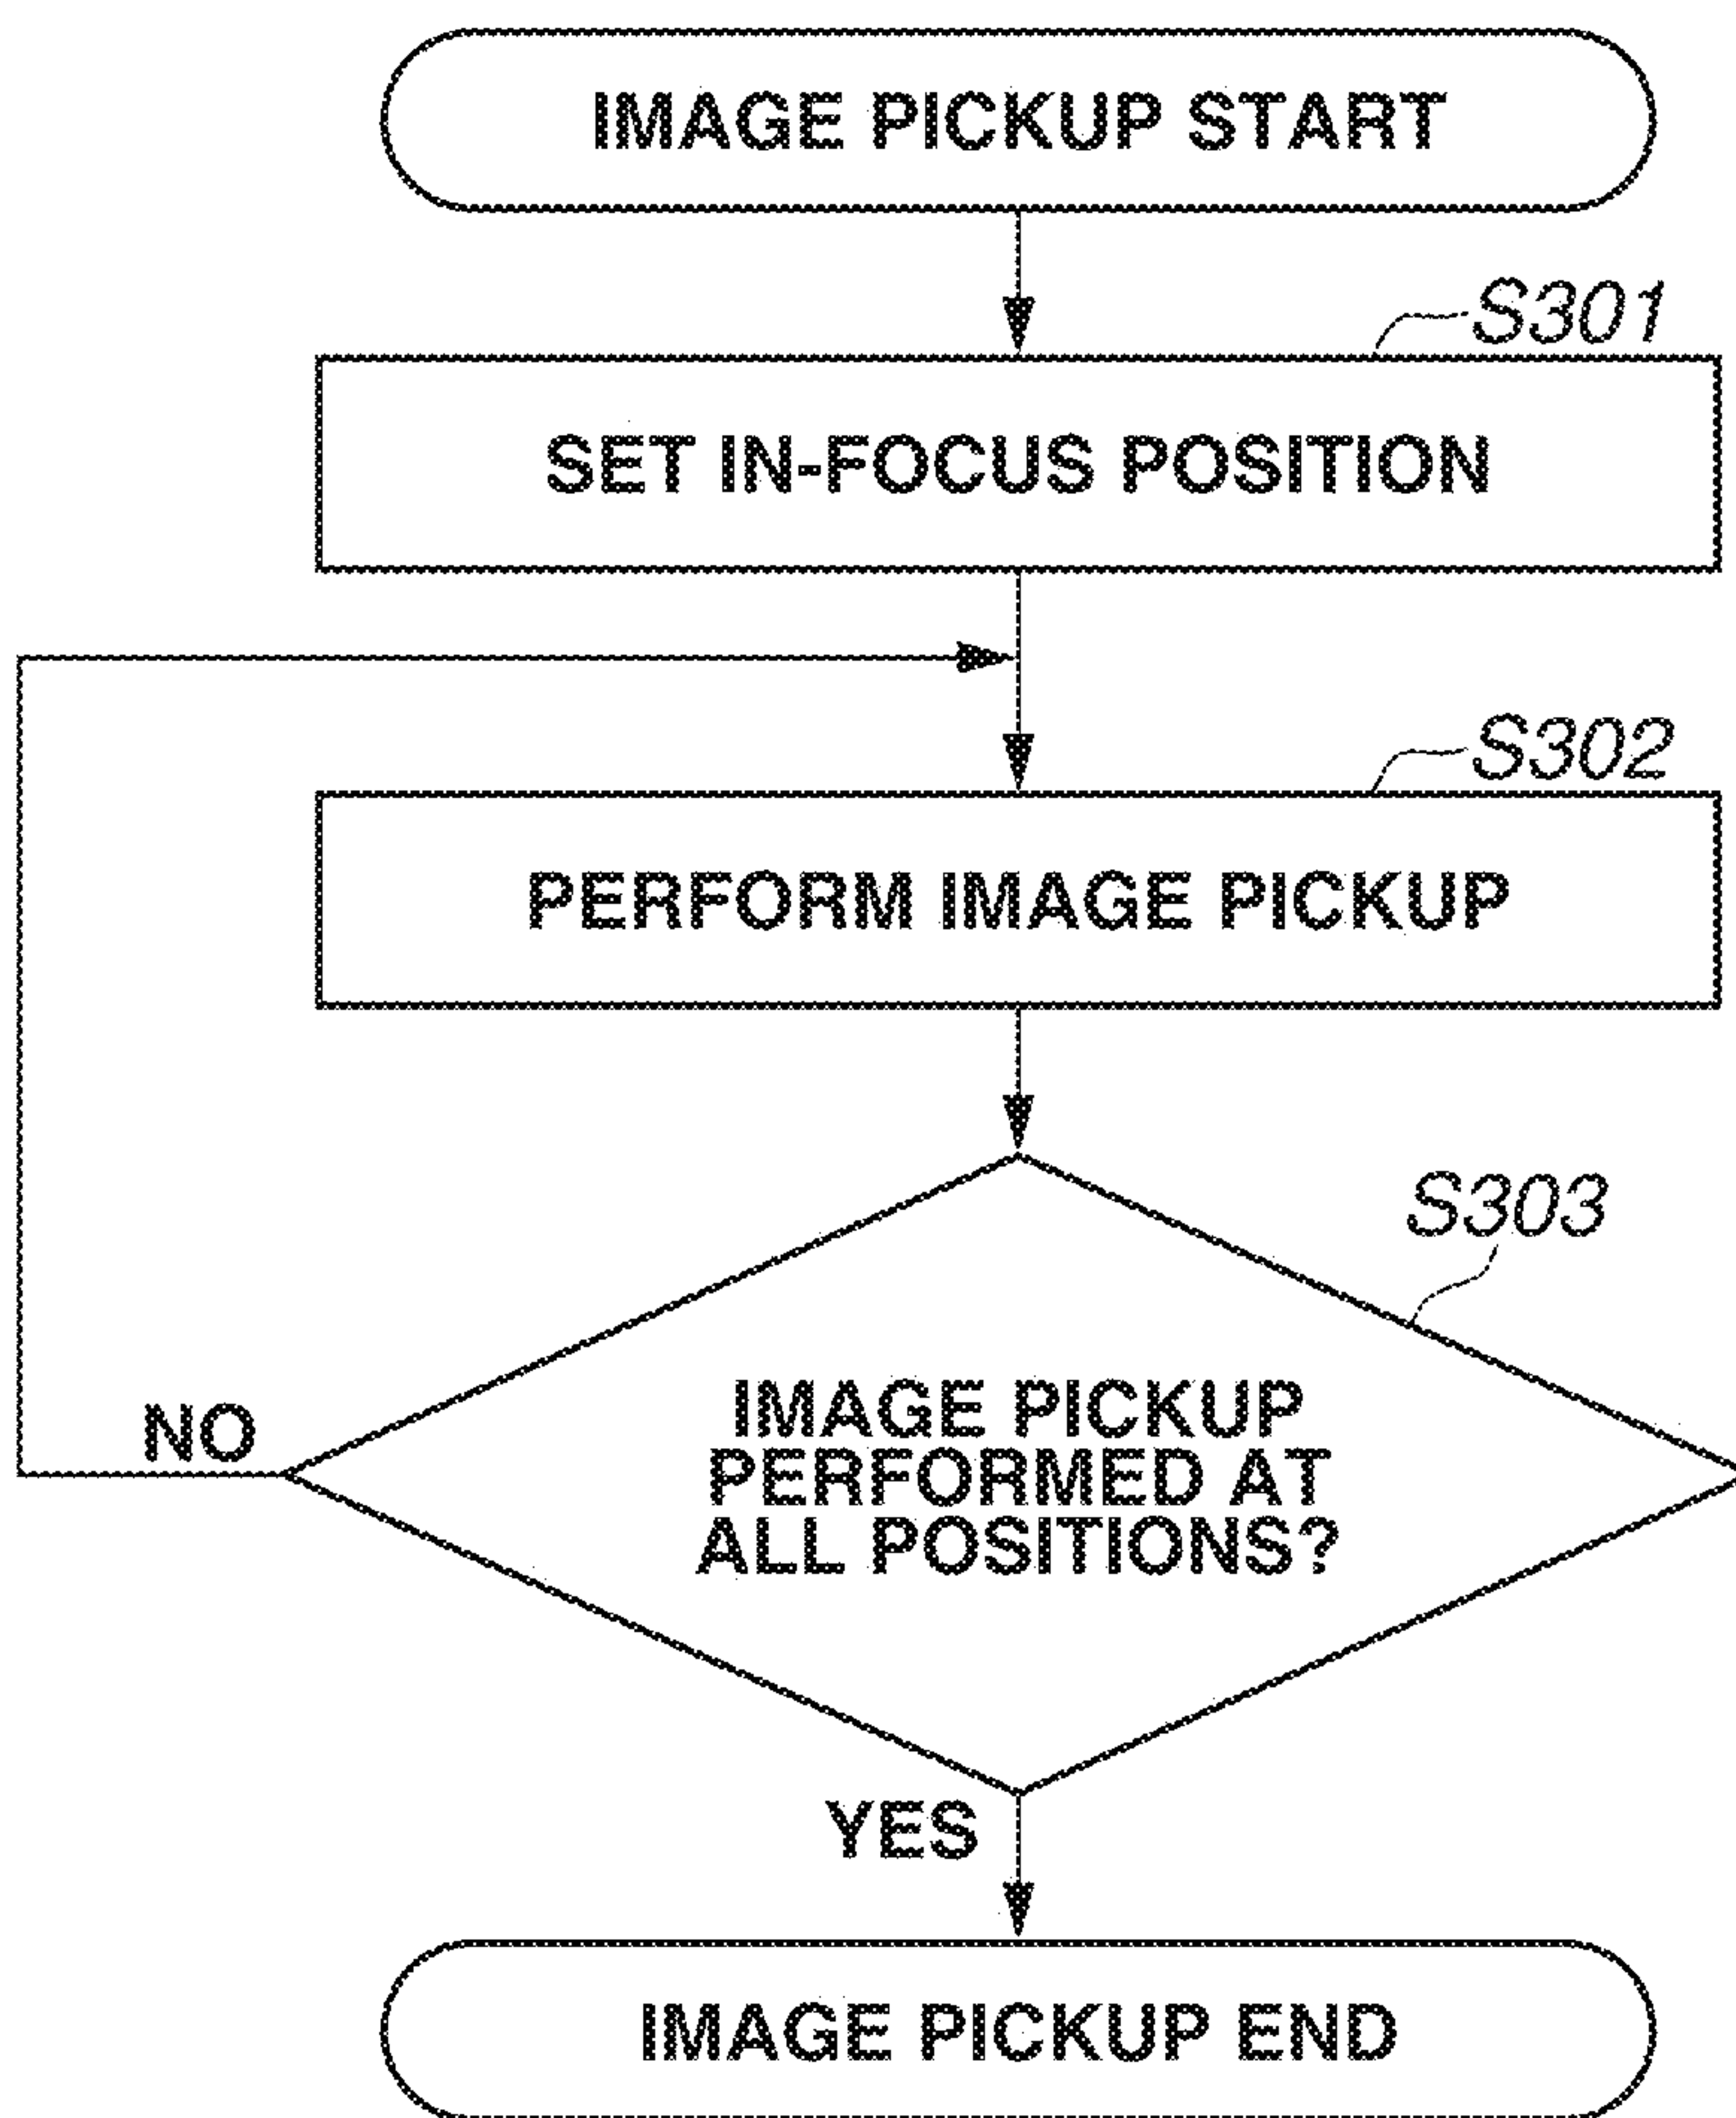 IMAGE PICKUP START
S301
SET IN-FOCUS POSITION
S302
PERFORM IMAGE PICKUP
S303
IMAGE PICKUP
PERFORMED AT
ALL POSITIONS?
NO
YES
IMAGE PICKUP END